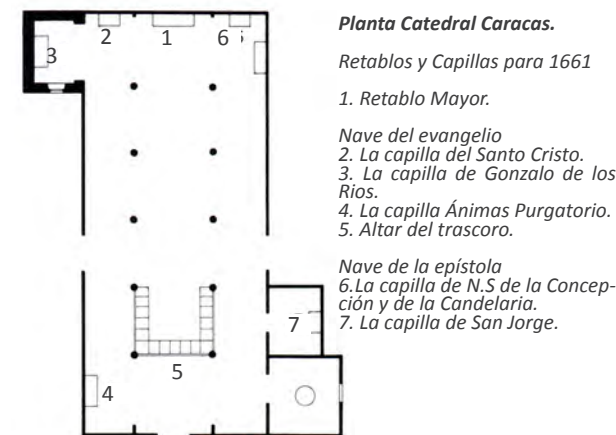 Planta Catedral Caracas.
Retablos y Capillas para 1661
1. Retablo Mayor.
Nave del evangelio
2. La capilla del Santo Cristo.
3. La capilla de Gonzalo de los
Rios.
4. La capilla Ánimas Purgatorio.
5. Altar del trascoro.
Nave de la epístola
6.La capilla de N.S de la Concep-
ción y de la Candelaria.
7. La capilla de San Jorge.
2 1 6
3
7
5
4